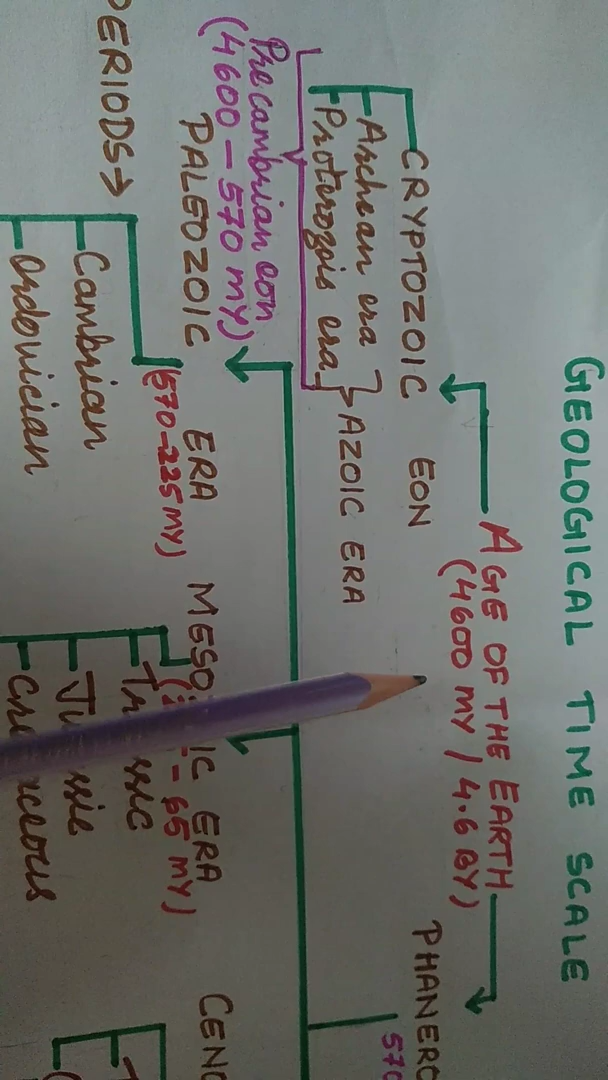 GEOLOGICAL TIME SCALE
AGE OF THE EARTH
(4600 MY / 4.6 BY)
CRYPTOZOIC EON
Archean era
Proterozoic era } AZOIC ERA
Precambrian eon
(4600 - 570 MY)
PHANERO
570
PALEOZOIC ERA
(570-225 MY)
MESO IC ERA
- 65 MY)
CENO
PERIODS →
Cambrian
Ordovician